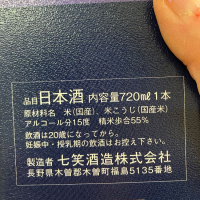 品目 日本酒 内容量720ml 1本
原材料名 米(国産)、米こうじ(国産米)
アルコール分15度 精米歩合55%
飲酒は20歳になってから。
妊娠中・授乳期の飲酒はお控え下さい。
製造者 七笑酒造株式会社
長野県木曽郡木曽町福島5135番地